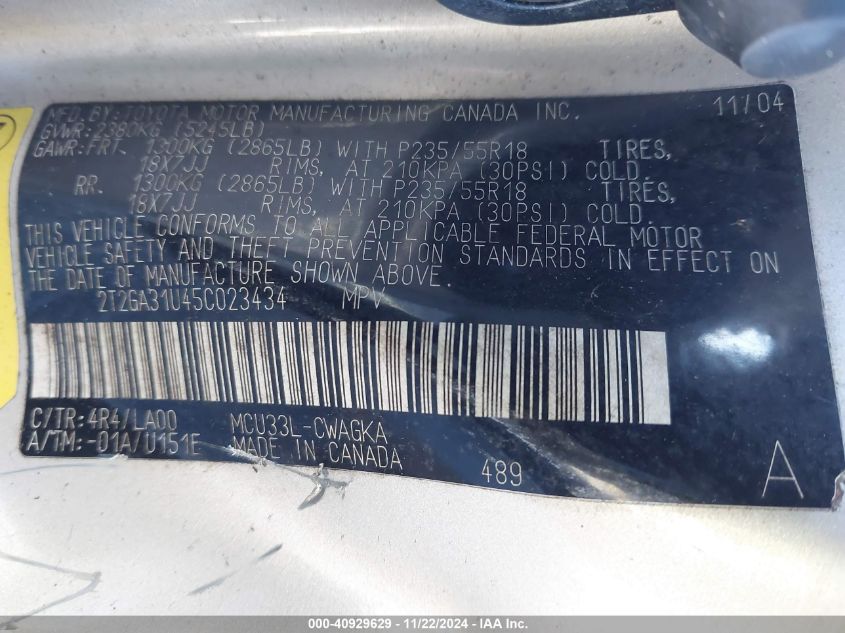 MFD. BY: TOYOTA MOTOR MANUFACTURING CANADA INC. 11/04
GVWR: 2380KG (5245LB)
GAWR: FRT. 1300KG (2865LB) WITH P235/55R18 TIRES,
18X7JJ RIMS, AT 210KPA (30PSI) COLD.
RR. 1300KG (2865LB) WITH P235/55R18 TIRES,
18X7JJ RIMS, AT 210KPA (30PSI) COLD.
THIS VEHICLE CONFORMS TO ALL APPLICABLE FEDERAL MOTOR
VEHICLE SAFETY AND THEFT PREVENTION STANDARDS IN EFFECT ON
THE DATE OF MANUFACTURE SHOWN ABOVE.
2T2GA31U45C023434 MPV
C/TR: 4R4/LA00 MCU33L-CWAGKA
A/TM: -01A/U151E MADE IN CANADA
489 A
000-40929629 - 11/22/2024 - IAAI.COM